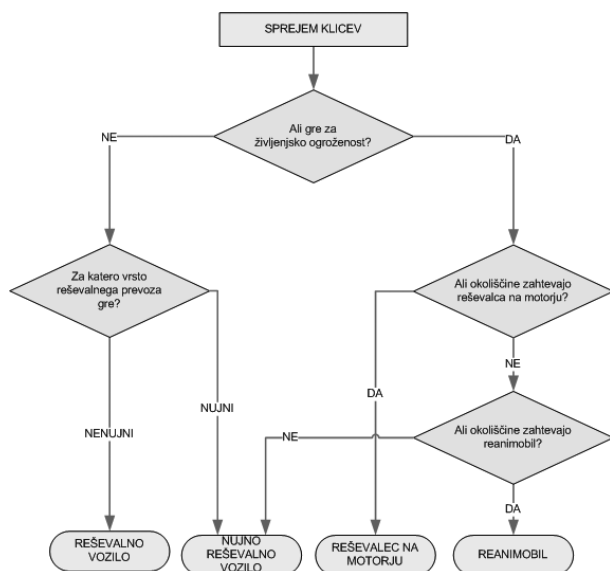 SPREJEM KLICEV
Ali gre za
življenjsko ogroženost?
NE
DA
Za katero vrsto
reševalnega prevoza
gre?
Ali okoliščine zahtevajo
reševalca na motorju?
NE
DA
NUJNI
NENUJNI
NE
Ali okoliščine zahtevajo
reanimobil?
DA
REŠEVALNO
VOZILO
NUJNO
REŠEVALNO
VOZILO
REŠEVALEC NA
MOTORJU
REANIMOBIL